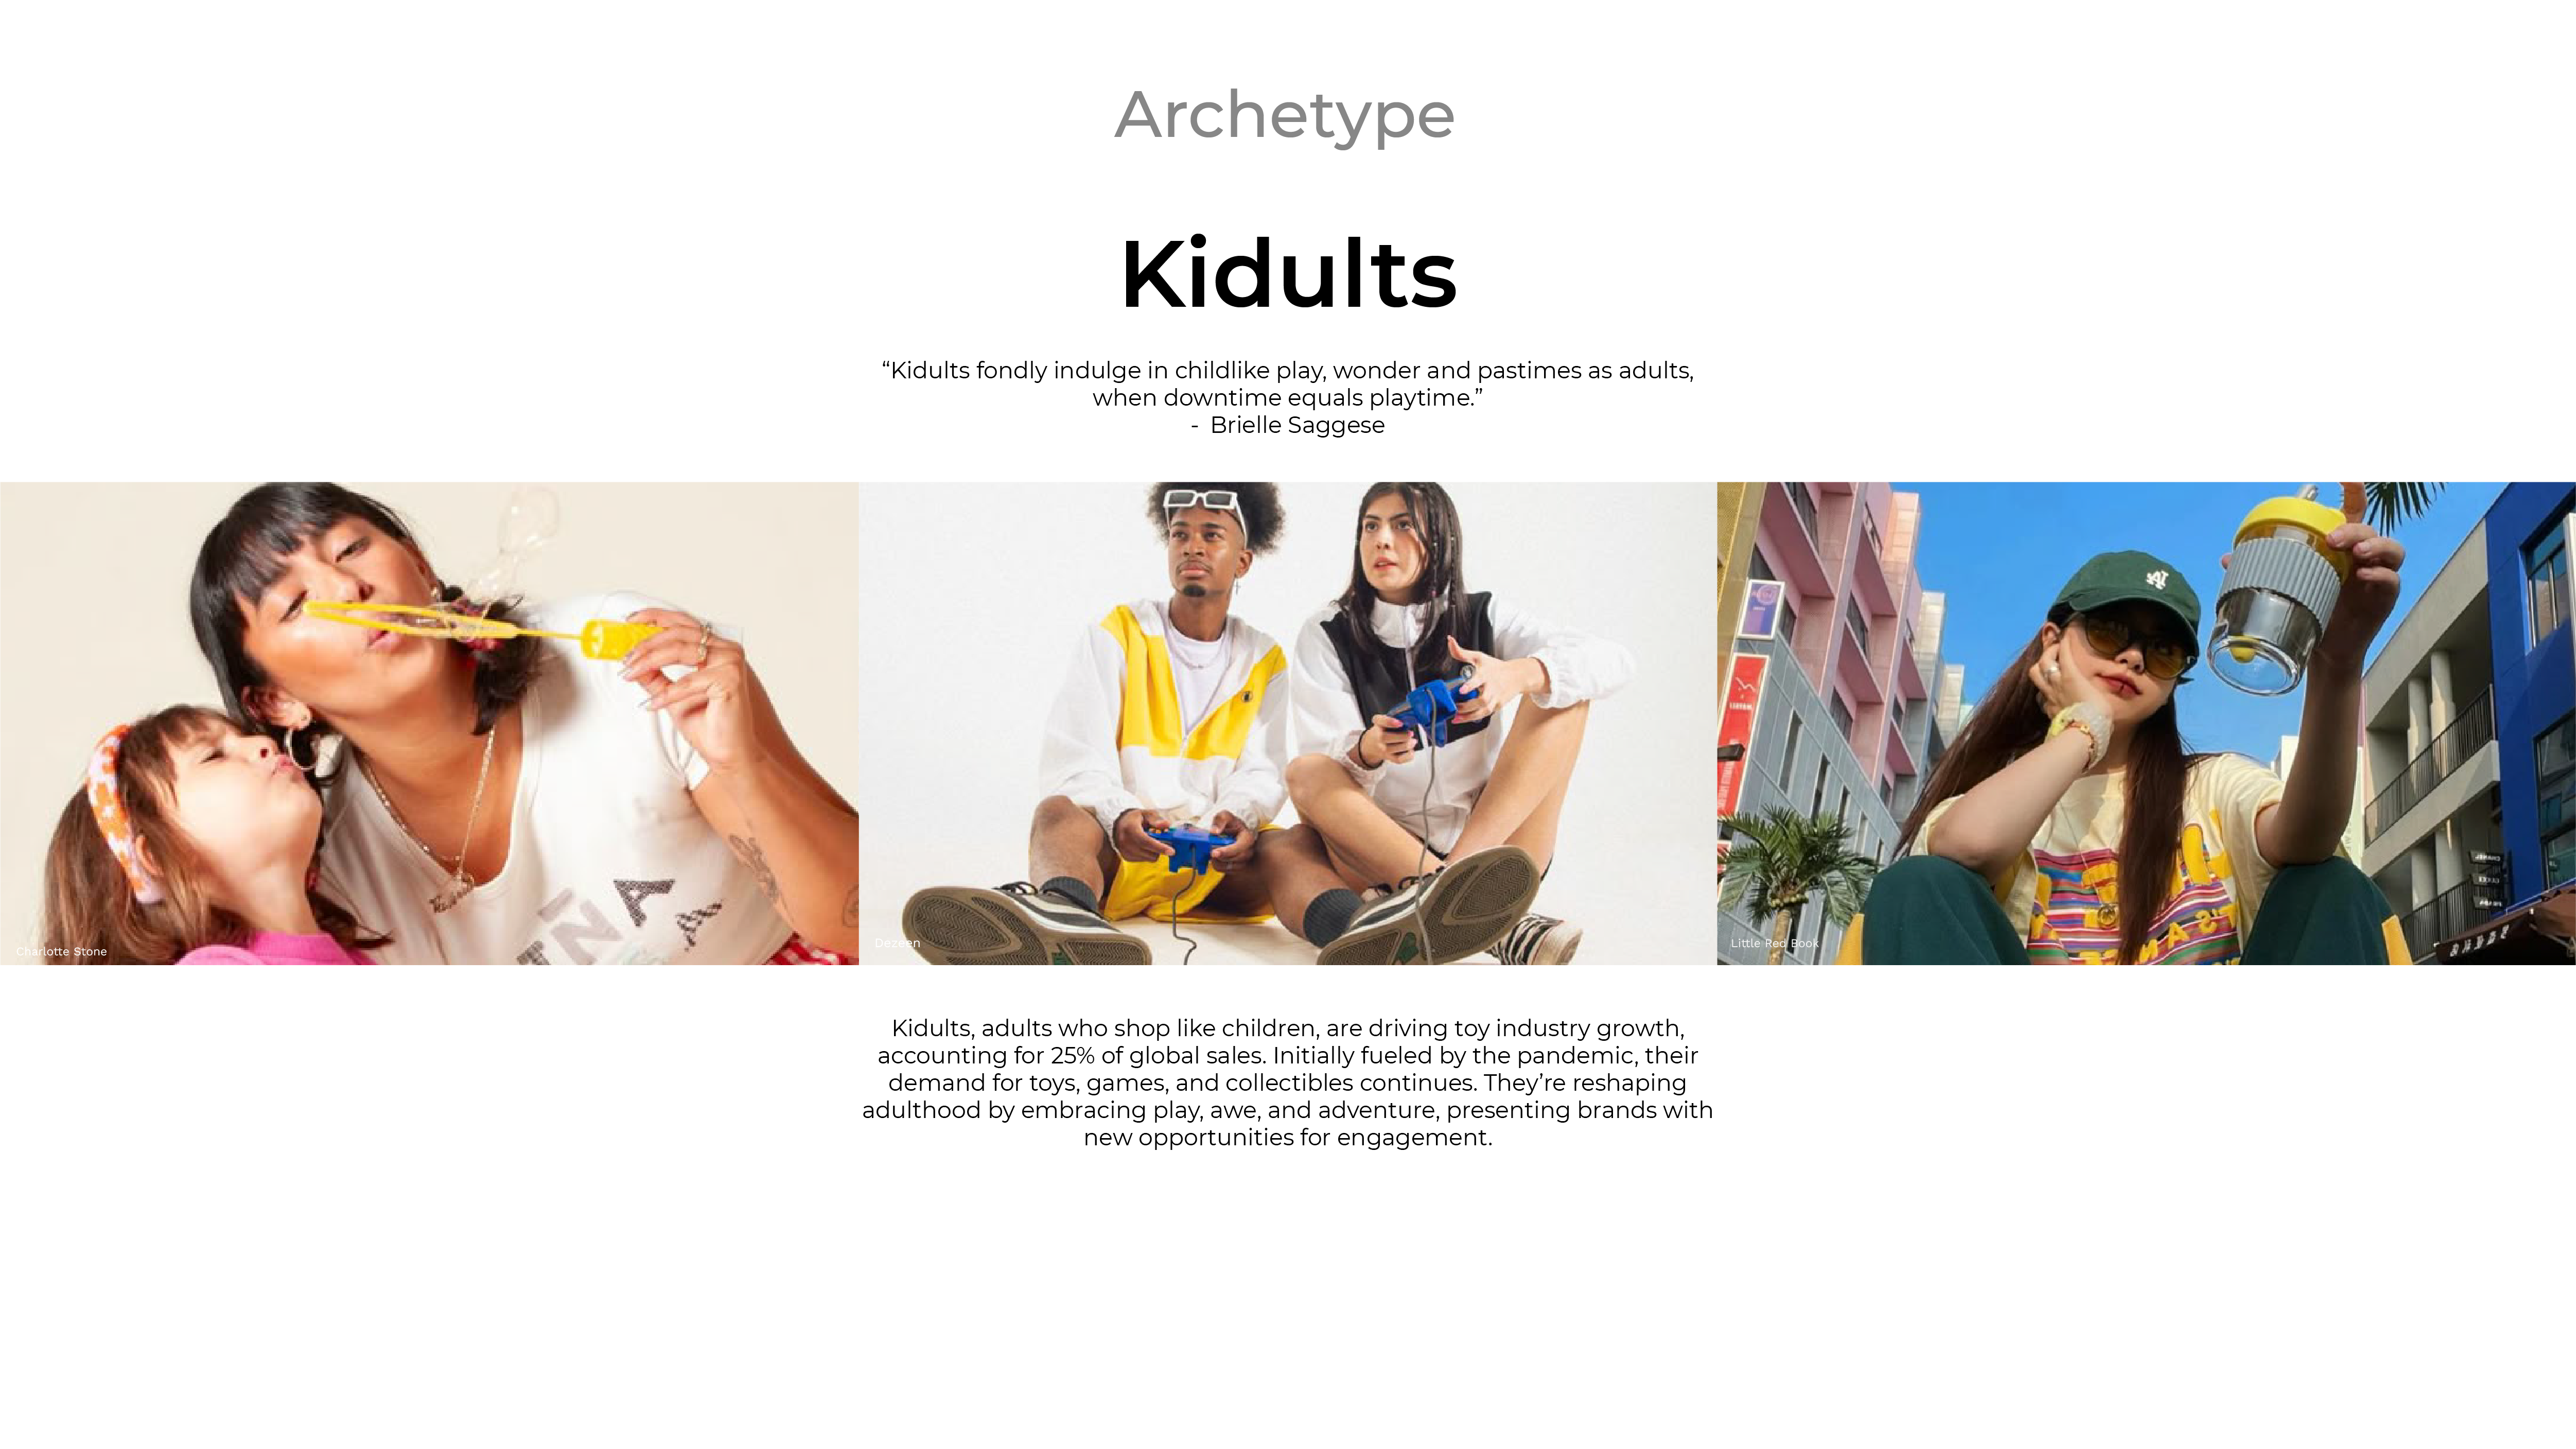 Archetype
Kidults
“Kidults fondly indulge in childlike play, wonder and pastimes as adults,
when downtime equals playtime.”
- Brielle Saggese
Charlotte Stone
Dezeen
Little Red Book
Kidults, adults who shop like children, are driving toy industry growth,
accounting for 25% of global sales. Initially fueled by the pandemic, their
demand for toys, games, and collectibles continues. They’re reshaping
adulthood by embracing play, awe, and adventure, presenting brands with
new opportunities for engagement.